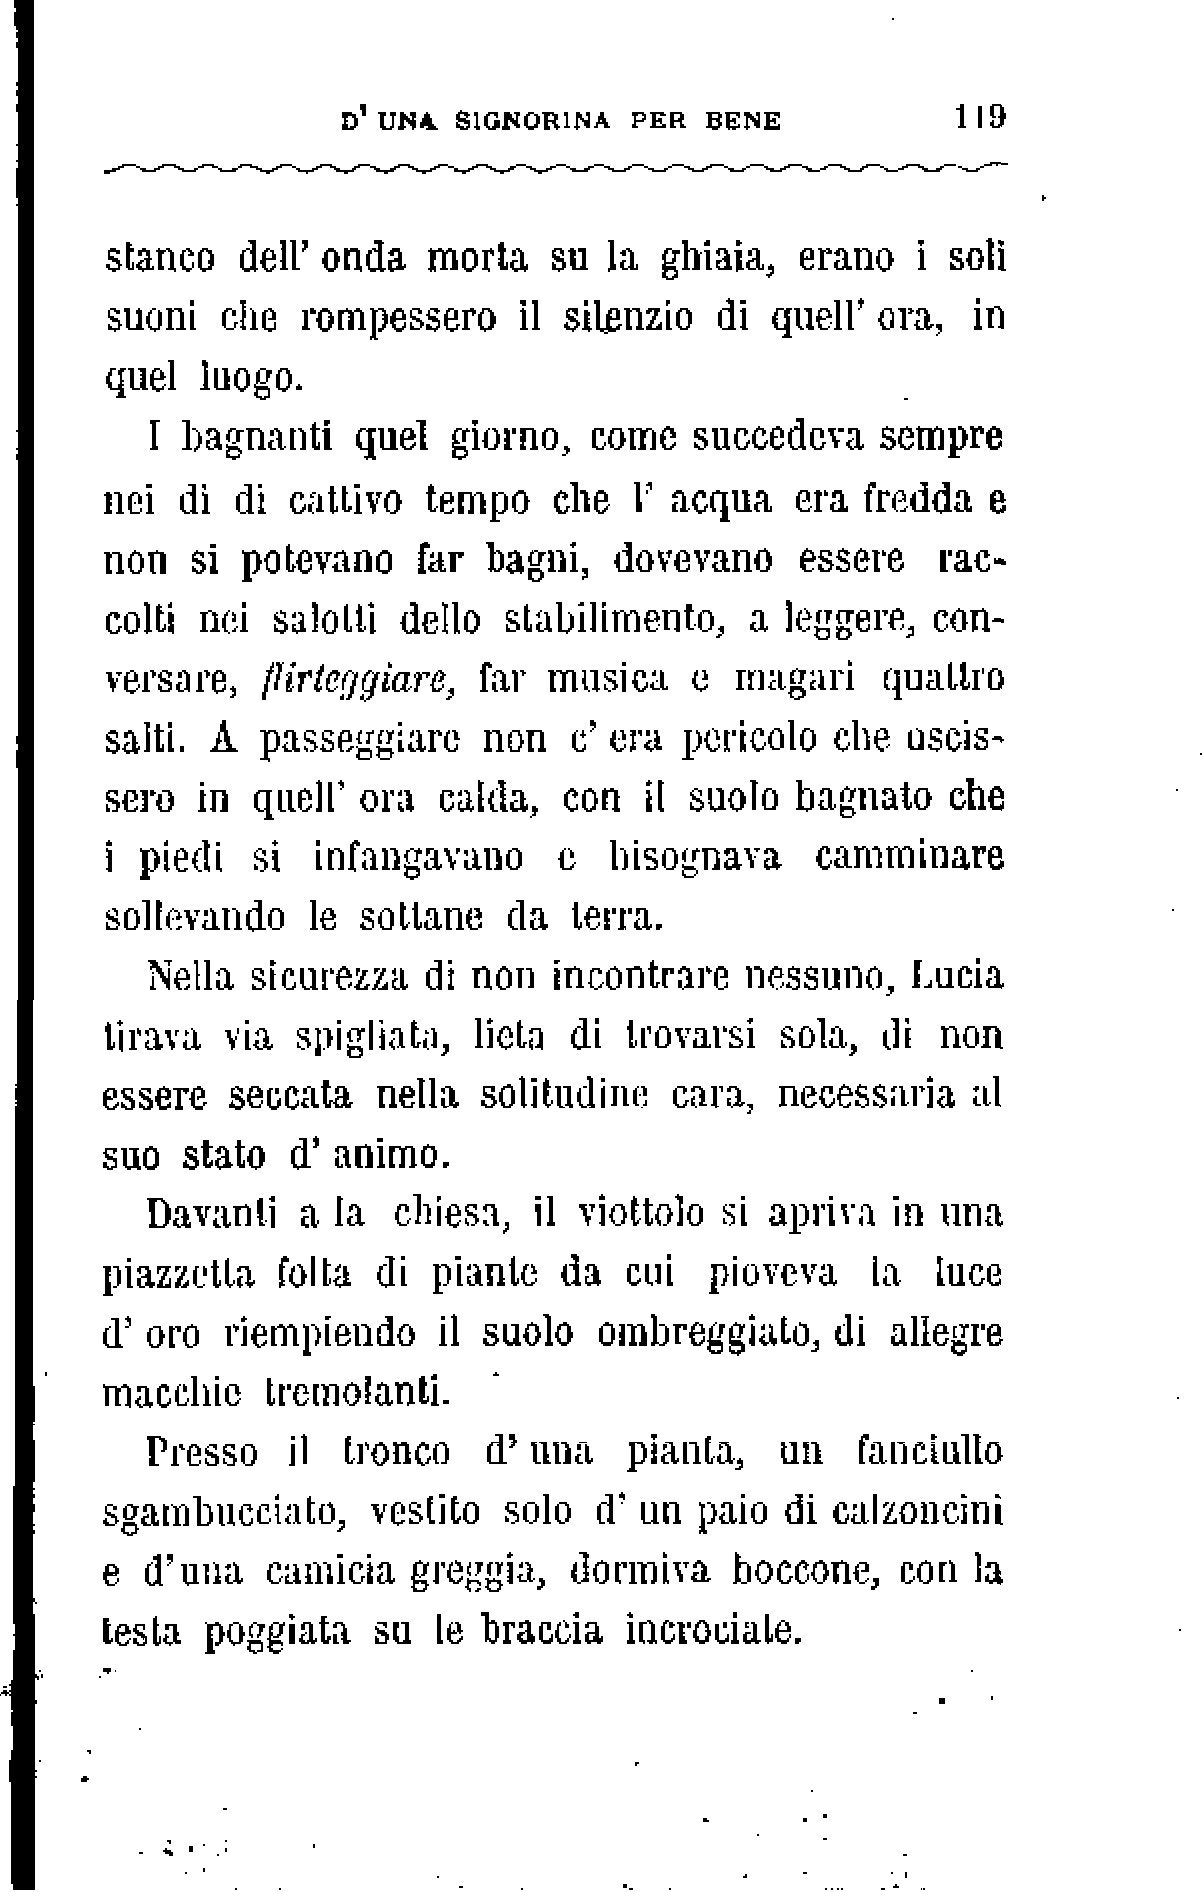 D' UNA SIGNORINA PER BENE 119
stanco dell' onda morta su la ghiaia, erano i soli
suoni che rompessero il silenzio di quell' ora, in
quel luogo.
I bagnanti quel giorno, come succedeva sempre
nei dì di cattivo tempo che l' acqua era fredda e
non si potevano far bagni, dovevano essere rac-
colti nei salotti dello stabilimento, a leggere, con-
versare, flirteggiare, far musica e magari quattro
salti. A passeggiare non c' era pericolo che uscis-
sero in quell' ora calda, con il suolo bagnato che
i piedi si infangavano e bisognava camminare
sollevando le sottane da terra.
Nella sicurezza di non incontrare nessuno, Lucia
tirava via spigliata, lieta di trovarsi sola, di non
essere seccata nella solitudine cara, necessaria al
suo stato d' animo.
Davanti a la chiesa, il viottolo si apriva in una
piazzetta folta di piante da cui pioveva la luce
d' oro riempiendo il suolo ombreggiato, di allegre
macchie tremolanti.
Presso il tronco d' una pianta, un fanciullo
sgambucciato, vestito solo d' un paio di calzoncini
e d'una camicia greggia, dormiva boccone, con la
testa poggiata su le braccia incrociate.